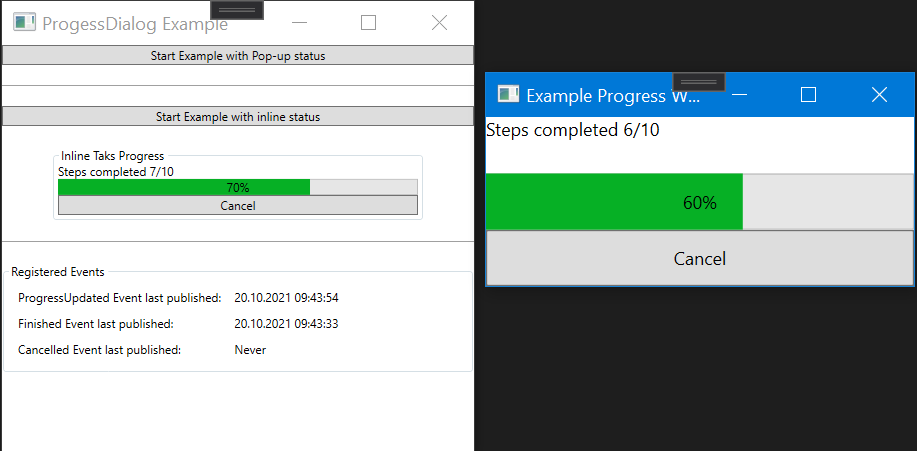 ProgessDialog Example
Start Example with Pop-up status
Start Example with inline status
Inline Taks Progress
Steps completed 7/10
70%
Cancel
Registered Events
ProgressUpdated Event last published: 20.10.2021 09:43:54
Finished Event last published: 20.10.2021 09:43:33
Cancelled Event last published: Never
Example Progress W...
Steps completed 6/10
60%
Cancel